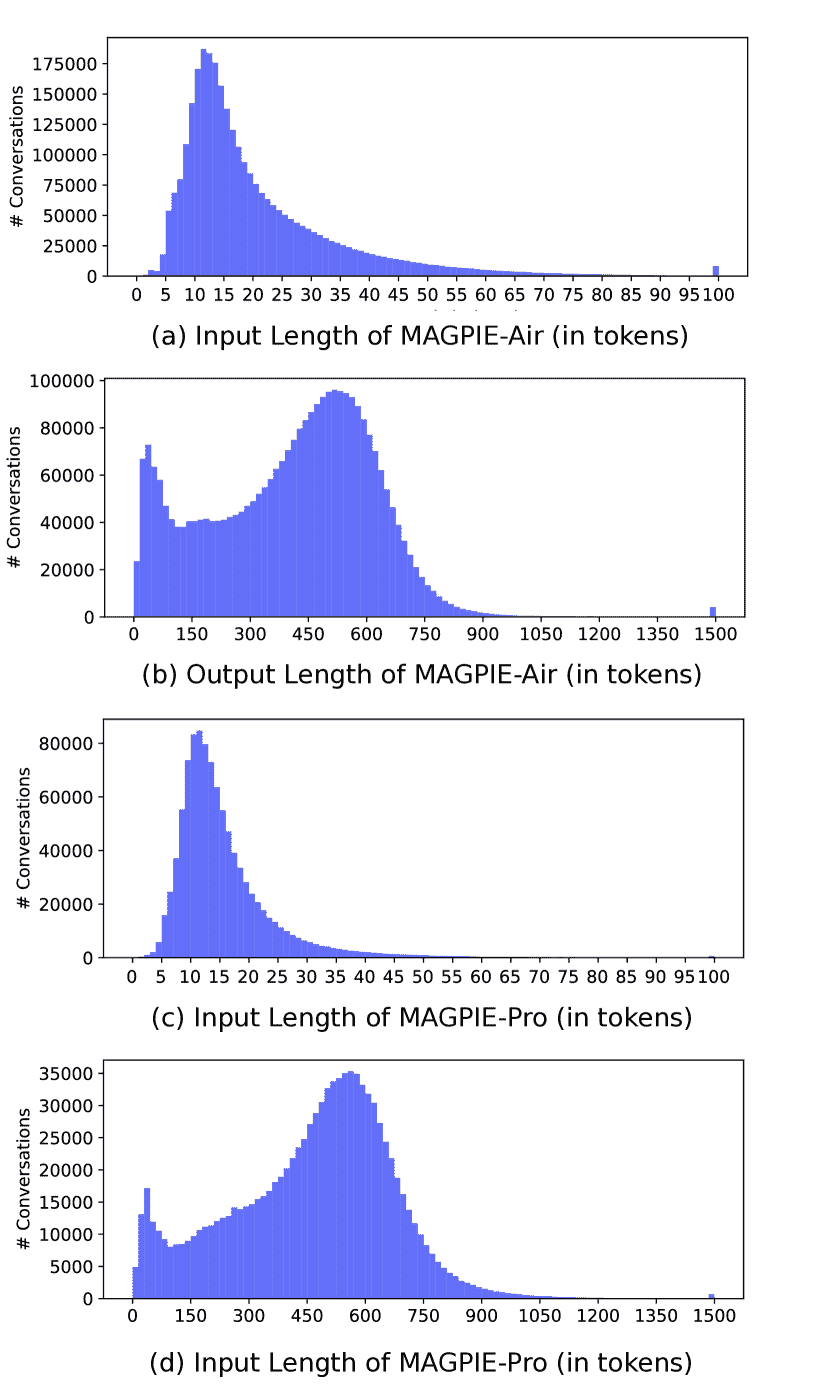 175000
150000
125000
100000
75000
50000
25000
0
# Conversations
0 5 10 15 20 25 30 35 40 45 50 55 60 65 70 75 80 85 90 95 100
(a) Input Length of MAGPIE-Air (in tokens)
100000
80000
60000
40000
20000
0
# Conversations
0 150 300 450 600 750 900 1050 1200 1350 1500
(b) Output Length of MAGPIE-Air (in tokens)
80000
60000
40000
20000
0
# Conversations
0 5 10 15 20 25 30 35 40 45 50 55 60 65 70 75 80 85 90 95 100
(c) Input Length of MAGPIE-Pro (in tokens)
35000
30000
25000
20000
15000
10000
5000
0
# Conversations
0 150 300 450 600 750 900 1050 1200 1350 1500
(d) Input Length of MAGPIE-Pro (in tokens)